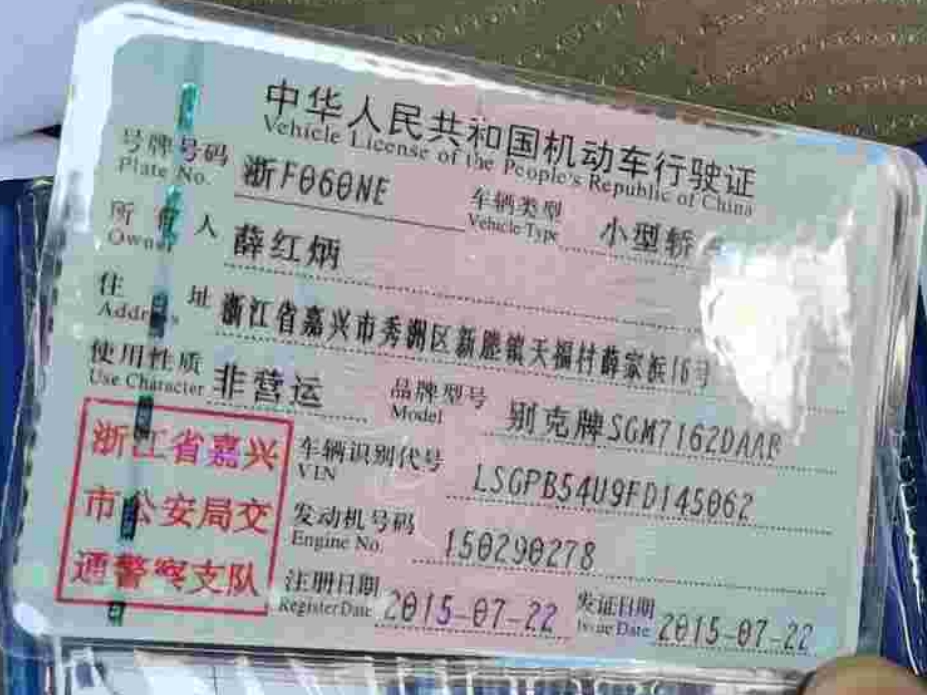 中华人民共和国机动车行驶证
Vehicle License of the People's Republic of China
号牌号码 浙F060NE 车辆类型 小型轿
Plate No. Vehicle Type
所有人 薛红炳
Owner
住址 浙江省嘉兴市秀洲区新塍镇天福村薛家浜16号
Address
使用性质 非营运 品牌型号 别克牌SGM7162DAAB
Use Character Model
浙江省嘉兴
市公安局交
通警察支队
车辆识别代号 LSGPB54U9FD145062
VIN
发动机号码 150290278
Engine No.
注册日期 2015-07-22 发证日期 2015-07-22
Register Date Issue Date